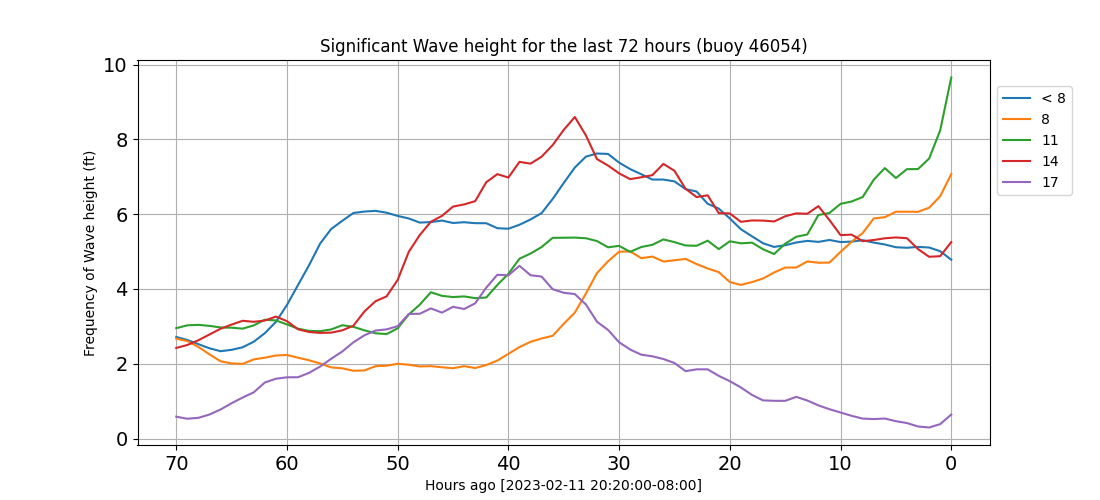 Significant Wave height for the last 72 hours (buoy 46054)
Frequency of Wave height (ft)
10
8
6
4
2
0
70 60 50 40 30 20 10 0
Hours ago [2023-02-11 20:20:00-08:00]
< 8
8
11
14
17